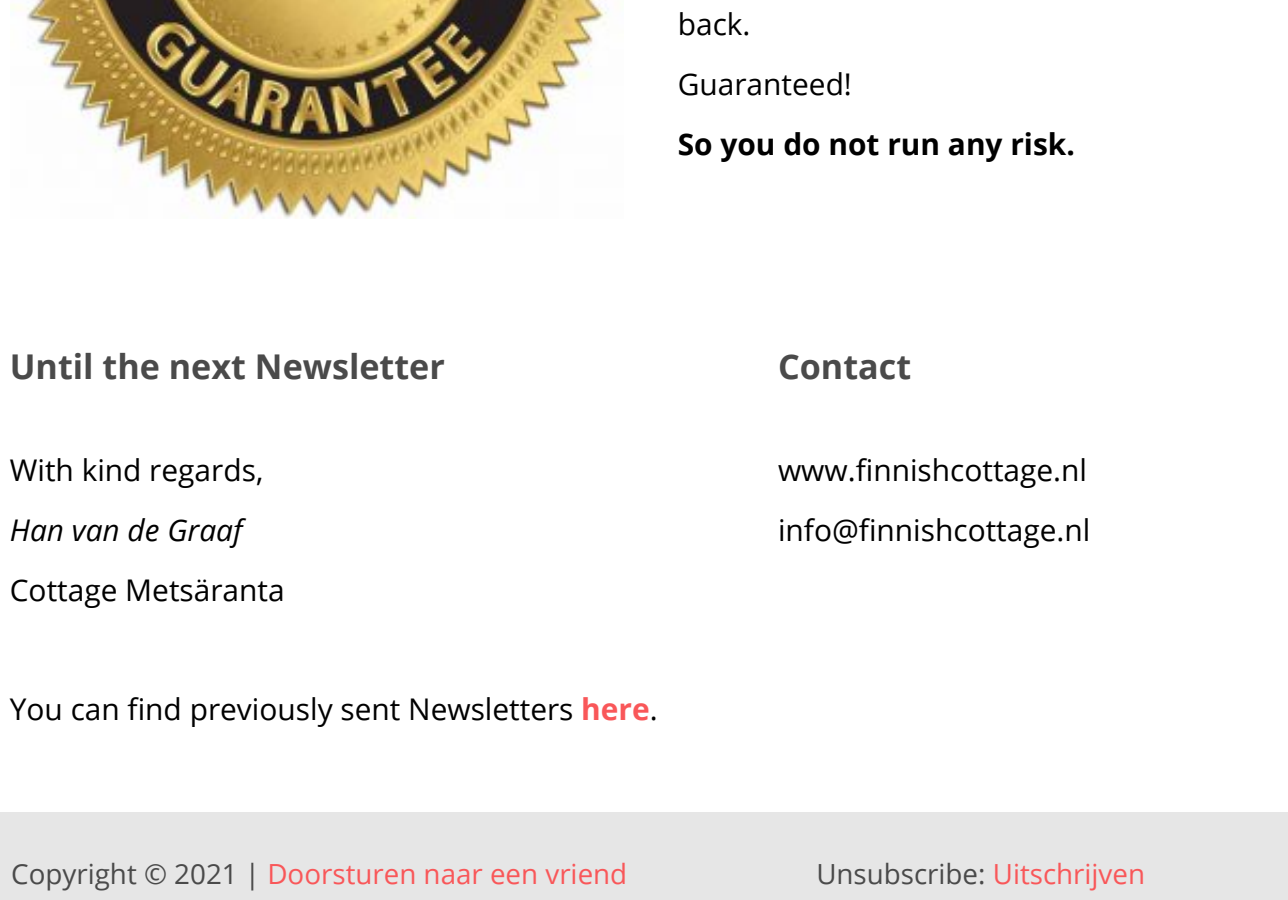 GUARANTEE
back.
Guaranteed!
So you do not run any risk.
Until the next Newsletter
With kind regards,
Han van de Graaf
Cottage Metsäranta
Contact
www.finnishcottage.nl
info@finnishcottage.nl
You can find previously sent Newsletters here.
Copyright © 2021 | Doorsturen naar een vriend
Unsubscribe: Uitschrijven